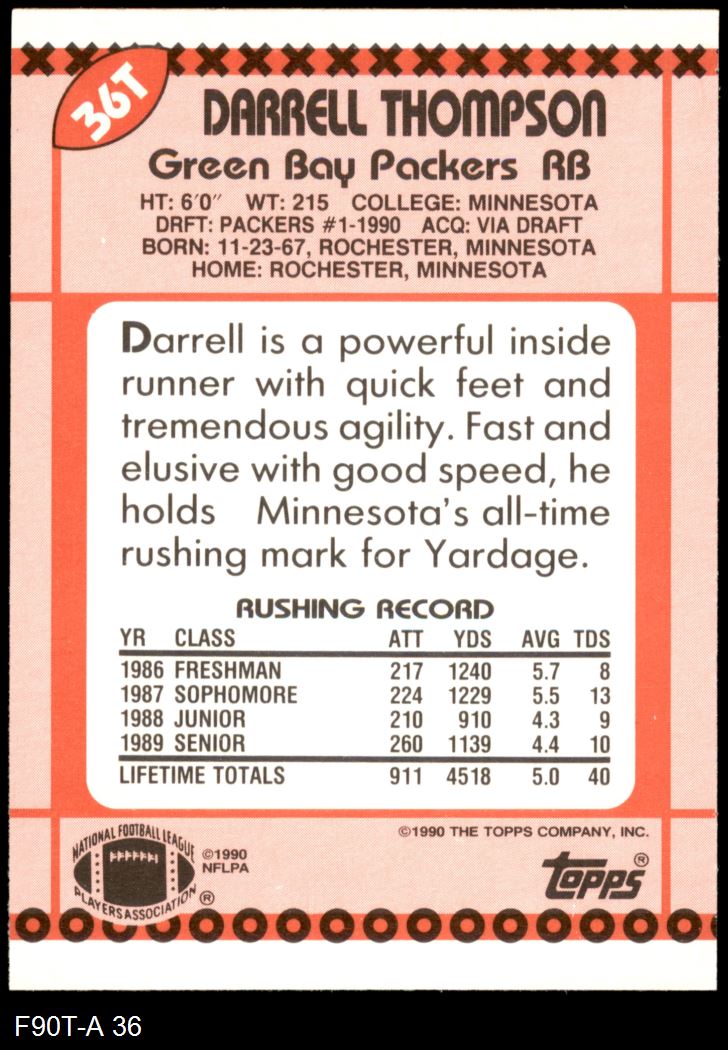 36T
DARRELL THOMPSON
Green Bay Packers RB
HT: 6'0" WT: 215 COLLEGE: MINNESOTA
DRFT: PACKERS #1-1990 ACQ: VIA DRAFT
BORN: 11-23-67, ROCHESTER, MINNESOTA
HOME: ROCHESTER, MINNESOTA
Darrell is a powerful inside
runner with quick feet and
tremendous agility. Fast and
elusive with good speed, he
holds Minnesota's all-time
rushing mark for Yardage.
RUSHING RECORD
YR CLASS ATT YDS AVG TDS
1986 FRESHMAN 217 1240 5.7 8
1987 SOPHOMORE 224 1229 5.5 13
1988 JUNIOR 210 910 4.3 9
1989 SENIOR 260 1139 4.4 10
LIFETIME TOTALS 911 4518 5.0 40
©1990 THE TOPPS COMPANY, INC.
NATIONAL FOOTBALL LEAGUE
PLAYERS ASSOCIATION ®
©1990
NFLPA
topps ®
F90T-A 36